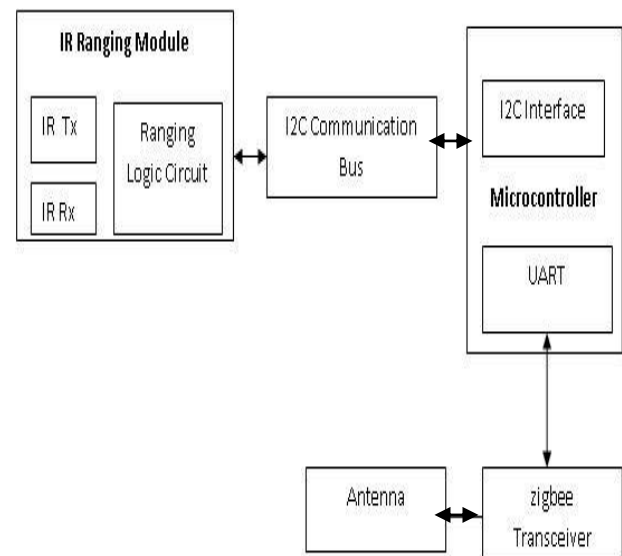 IR Ranging Module
IR Tx
Ranging
Logic Circuit
IR Rx
I2C Communication
Bus
I2C Interface
Microcontroller
UART
Antenna
zigbee
Transceiver